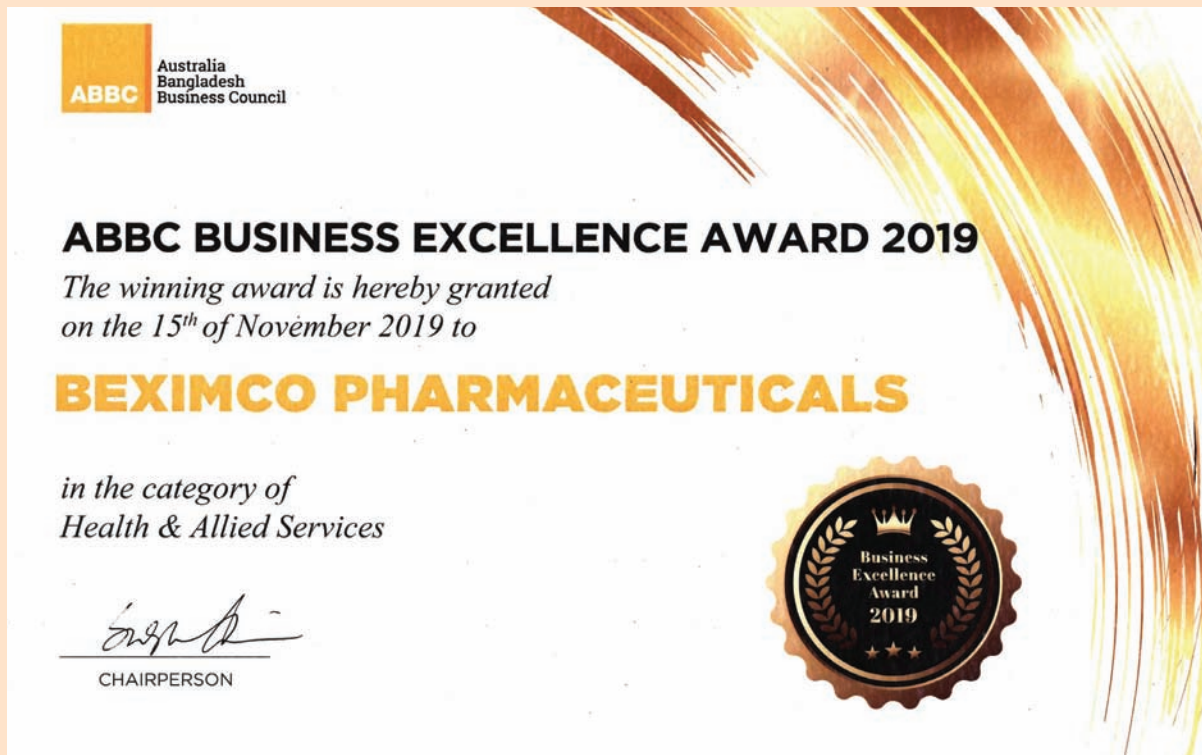 ABBC
Australia
Bangladesh
Business Council
ABBC BUSINESS EXCELLENCE AWARD 2019
The winning award is hereby granted
on the 15th of November 2019 to
BEXIMCO PHARMACEUTICALS
in the category of
Health & Allied Services
CHAIRPERSON
Business
Excellence
Award
2019